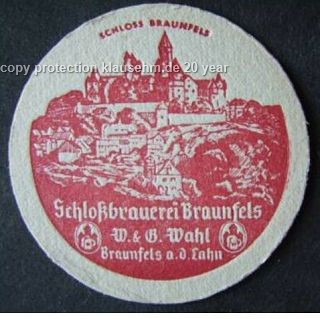 SCHLOSS BRAUNFELS
copy protection klausehm.de 20 year
Schloßbrauerei Braunfels
W. & G. Wahl
Braunfels a.d. Lahn